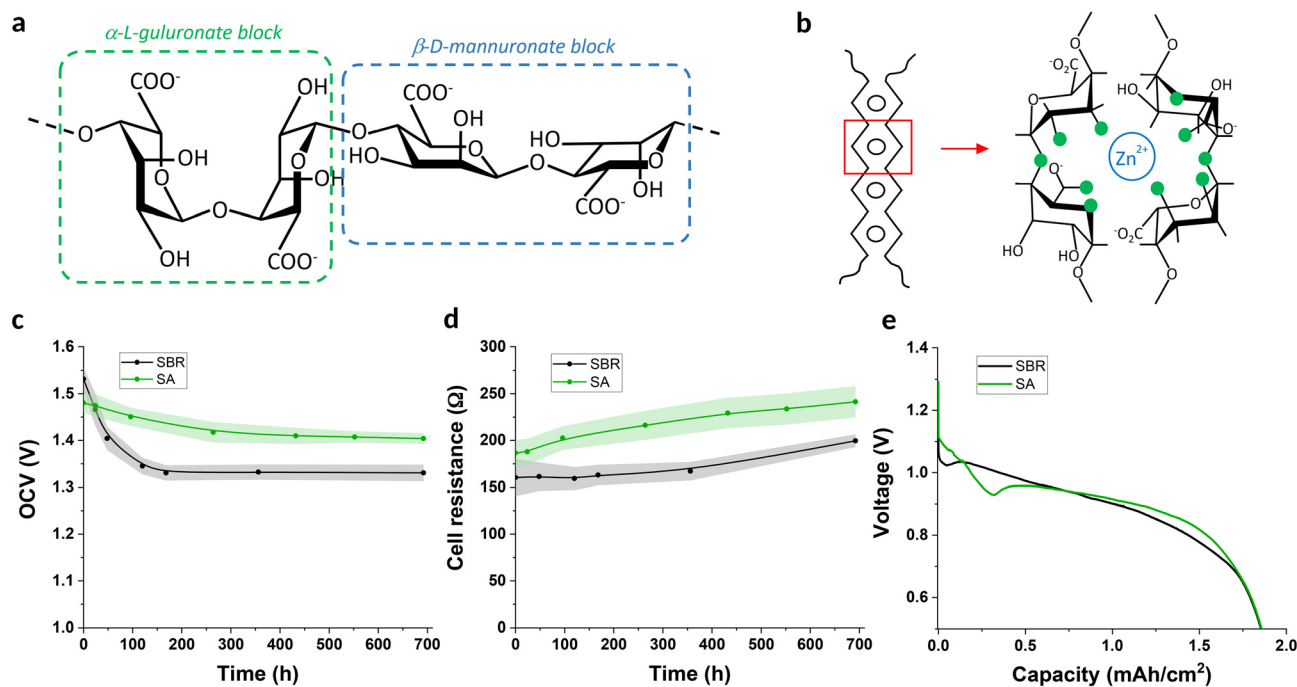 a
α-L-guluronate block
β-D-mannuronate block
COO⁻
OH
O
OH
O
OH
O
COO⁻
OH
O
OH
O
COO⁻
OH
HO
O
O
HO
COO⁻
O
OH
b
Zn²⁺
O
⁻O₂C
O
O
HO
OH
O⁻
O⁻
HO
HO
O
⁻O₂C
O
O
c
1.6
1.5
1.4
1.3
1.2
1.1
1.0
OCV (V)
SBR
SA
0 100 200 300 400 500 600 700
Time (h)
d
300
250
200
150
100
50
0
Cell resistance (Ω)
SBR
SA
0 100 200 300 400 500 600 700
Time (h)
e
1.4
1.2
1.0
0.8
0.6
Voltage (V)
SBR
SA
0.0 0.5 1.0 1.5 2.0
Capacity (mAh/cm²)